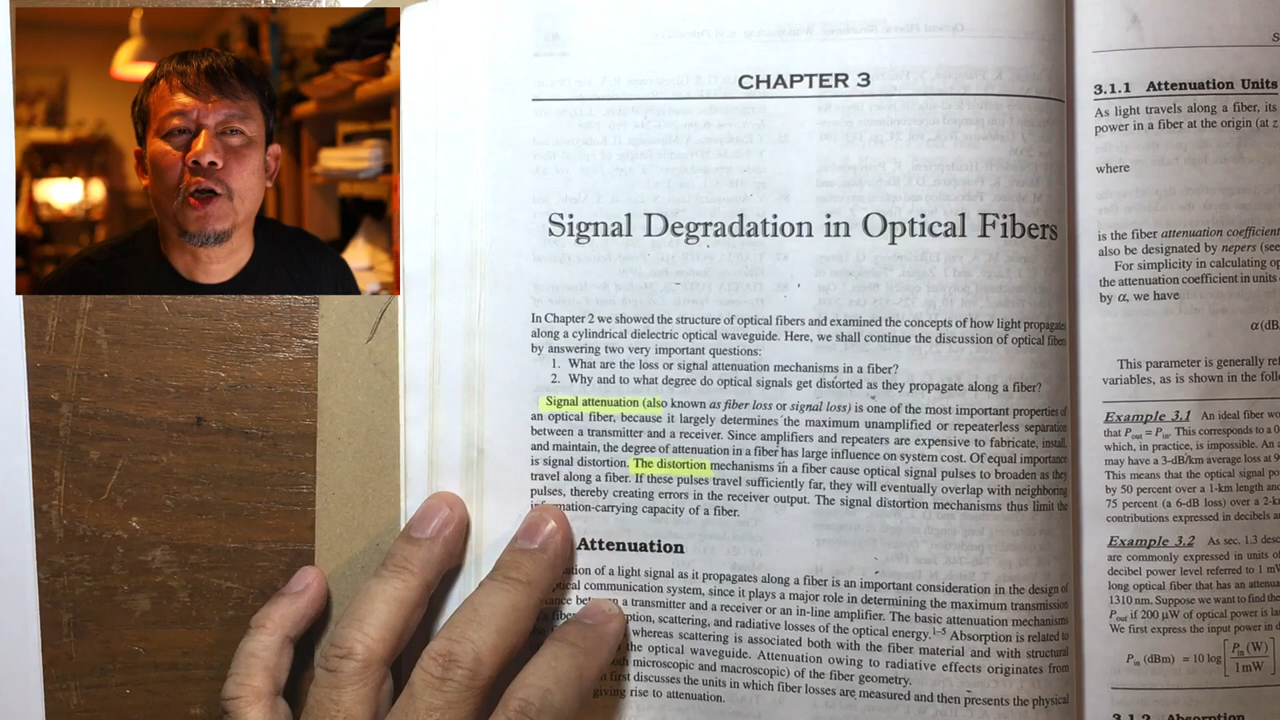 CHAPTER 3
Signal Degradation in Optical Fibers
In Chapter 2 we showed the structure of optical fibers and examined the concepts of how light propagates
along a cylindrical dielectric optical waveguide. Here, we shall continue the discussion of optical fibers
by answering two very important questions:
1. What are the loss or signal attenuation mechanisms in a fiber?
2. Why and to what degree do optical signals get distorted as they propagate along a fiber?
Signal attenuation (also known as fiber loss or signal loss) is one of the most important properties of
an optical fiber, because it largely determines the maximum unamplified or repeaterless separation
between a transmitter and a receiver. Since amplifiers and repeaters are expensive to fabricate, install,
and maintain, the degree of attenuation in a fiber has large influence on system cost. Of equal importance
is signal distortion. The distortion mechanisms in a fiber cause optical signal pulses to broaden as they
travel along a fiber. If these pulses travel sufficiently far, they will eventually overlap with neighboring
pulses, thereby creating errors in the receiver output. The signal distortion mechanisms thus limit the
information-carrying capacity of a fiber.
Attenuation
of a light signal as it propagates along a fiber is an important consideration in the design of
communication system, since it plays a major role in determining the maximum transmission
a transmitter and a receiver or an in-line amplifier. The basic attenuation mechanisms
scattering, and radiative losses of the optical energy.1–5 Absorption is related to
whereas scattering is associated both with the fiber material and with structural
the optical waveguide. Attenuation owing to radiative effects originates from
microscopic and macroscopic) of the fiber geometry.
first discusses the units in which fiber losses are measured and then presents the physical
giving rise to attenuation.
3.1.1 Attenuation Units
As light travels along a fiber, its
power in a fiber at the origin (at z
where
is the fiber attenuation coefficient
also be designated by nepers (see
For simplicity in calculating op
the attenuation coefficient in units
by α, we have
α(dB
This parameter is generally ref
variables, as is shown in the foll
Example 3.1 An ideal fiber wo
that Pout = Pin. This corresponds to a 0
which, in practice, is impossible. An a
may have a 3-dB/km average loss at 9
This means that the optical signal po
by 50 percent over a 1-km length and
75 percent (a 6-dB loss) over a 2-k
contributions expressed in decibels a
Example 3.2 As sec. 1.3 desc
are commonly expressed in units of
decibel power level referred to 1 mW
long optical fiber that has an attenua
1310 nm. Suppose we want to find the
Pout if 200 μW of optical power is la
We first express the input power in d
Pin (dBm) = 10 log [Pin (W) / 1 mW]
3.1.2 Absorption